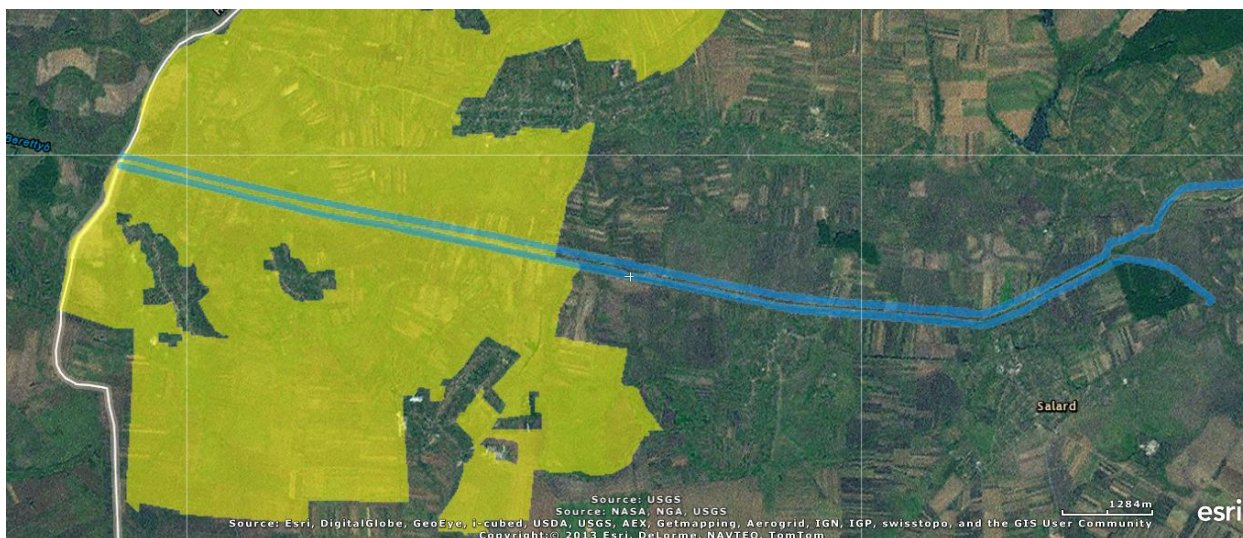 Berettyó
Salard
1284m
esri
Source: USGS
Source: NASA, NGA, USGS
Source: Esri, DigitalGlobe, GeoEye, i-cubed, USDA, USGS, AEX, Getmapping, Aerogrid, IGN, IGP, swisstopo, and the GIS User Community
Copyright:© 2013 Esri, DeLorme, NAVTEQ, TomTom